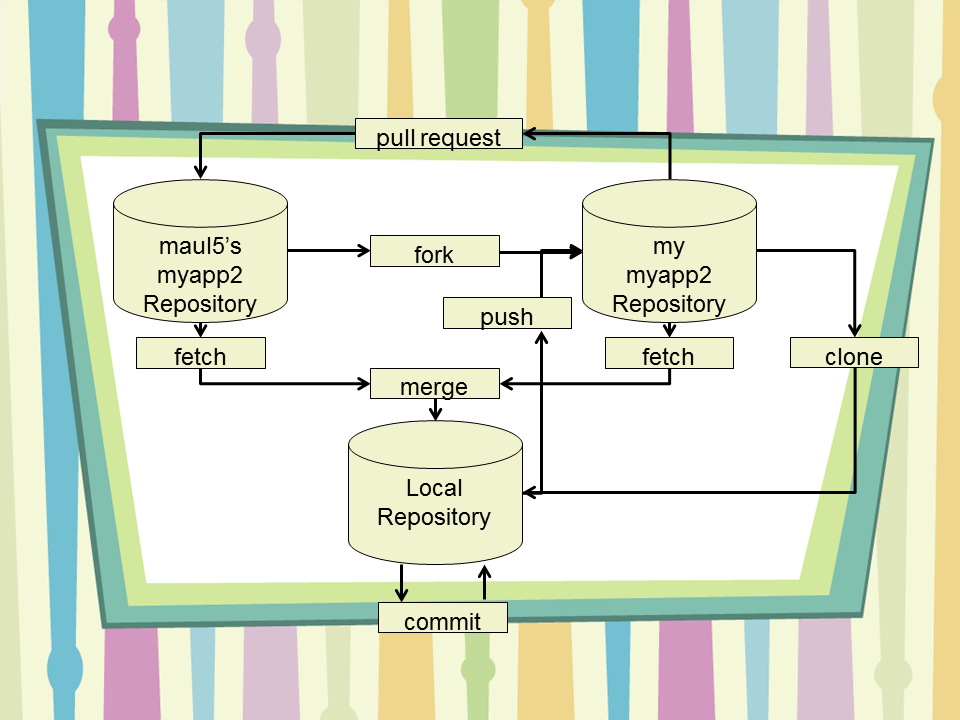 pull request
maul5’s
myapp2
Repository
fork
my
myapp2
Repository
push
fetch
fetch
clone
merge
Local
Repository
commit